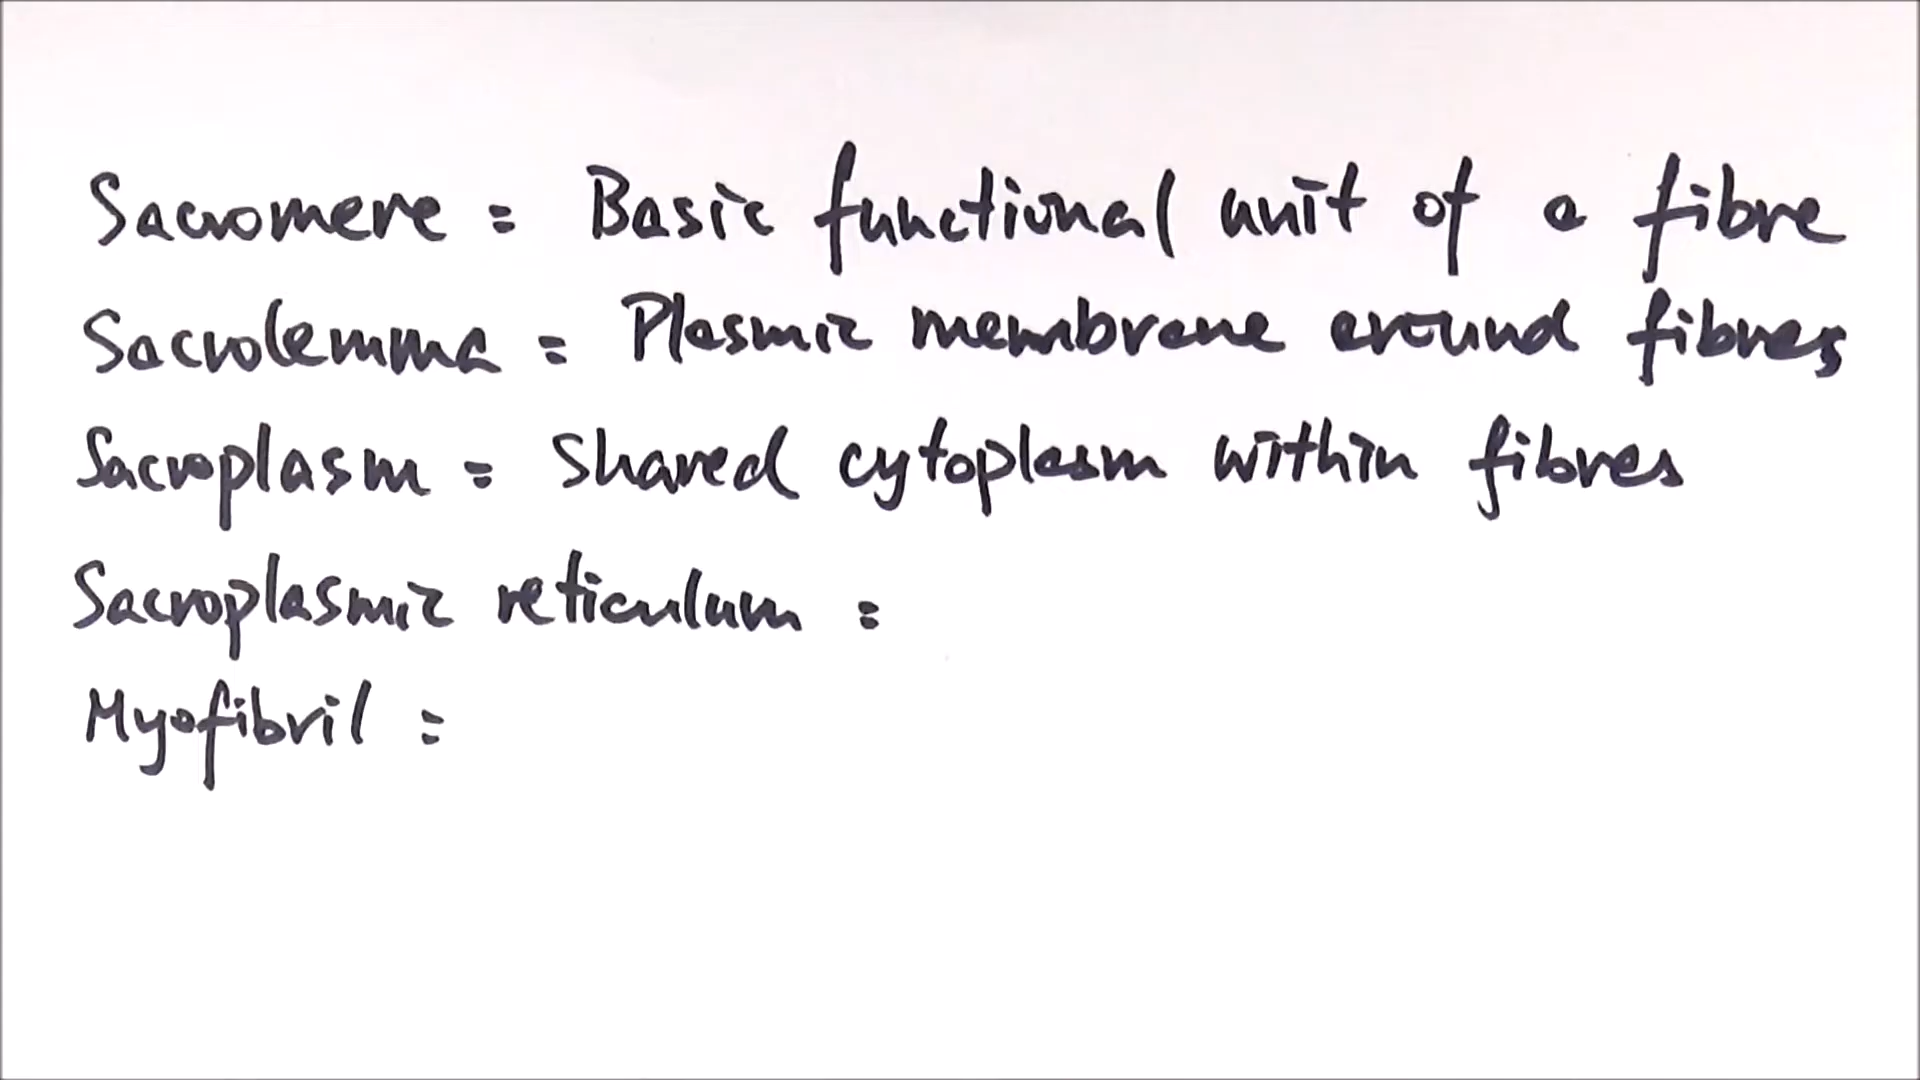 Sacromere = Basic functional unit of a fibre
Sacrolemma = Plasmic membrane around fibres
Sacroplasm = Shared cytoplasm within fibres
Sacroplasmic reticulum =
Myofibril =